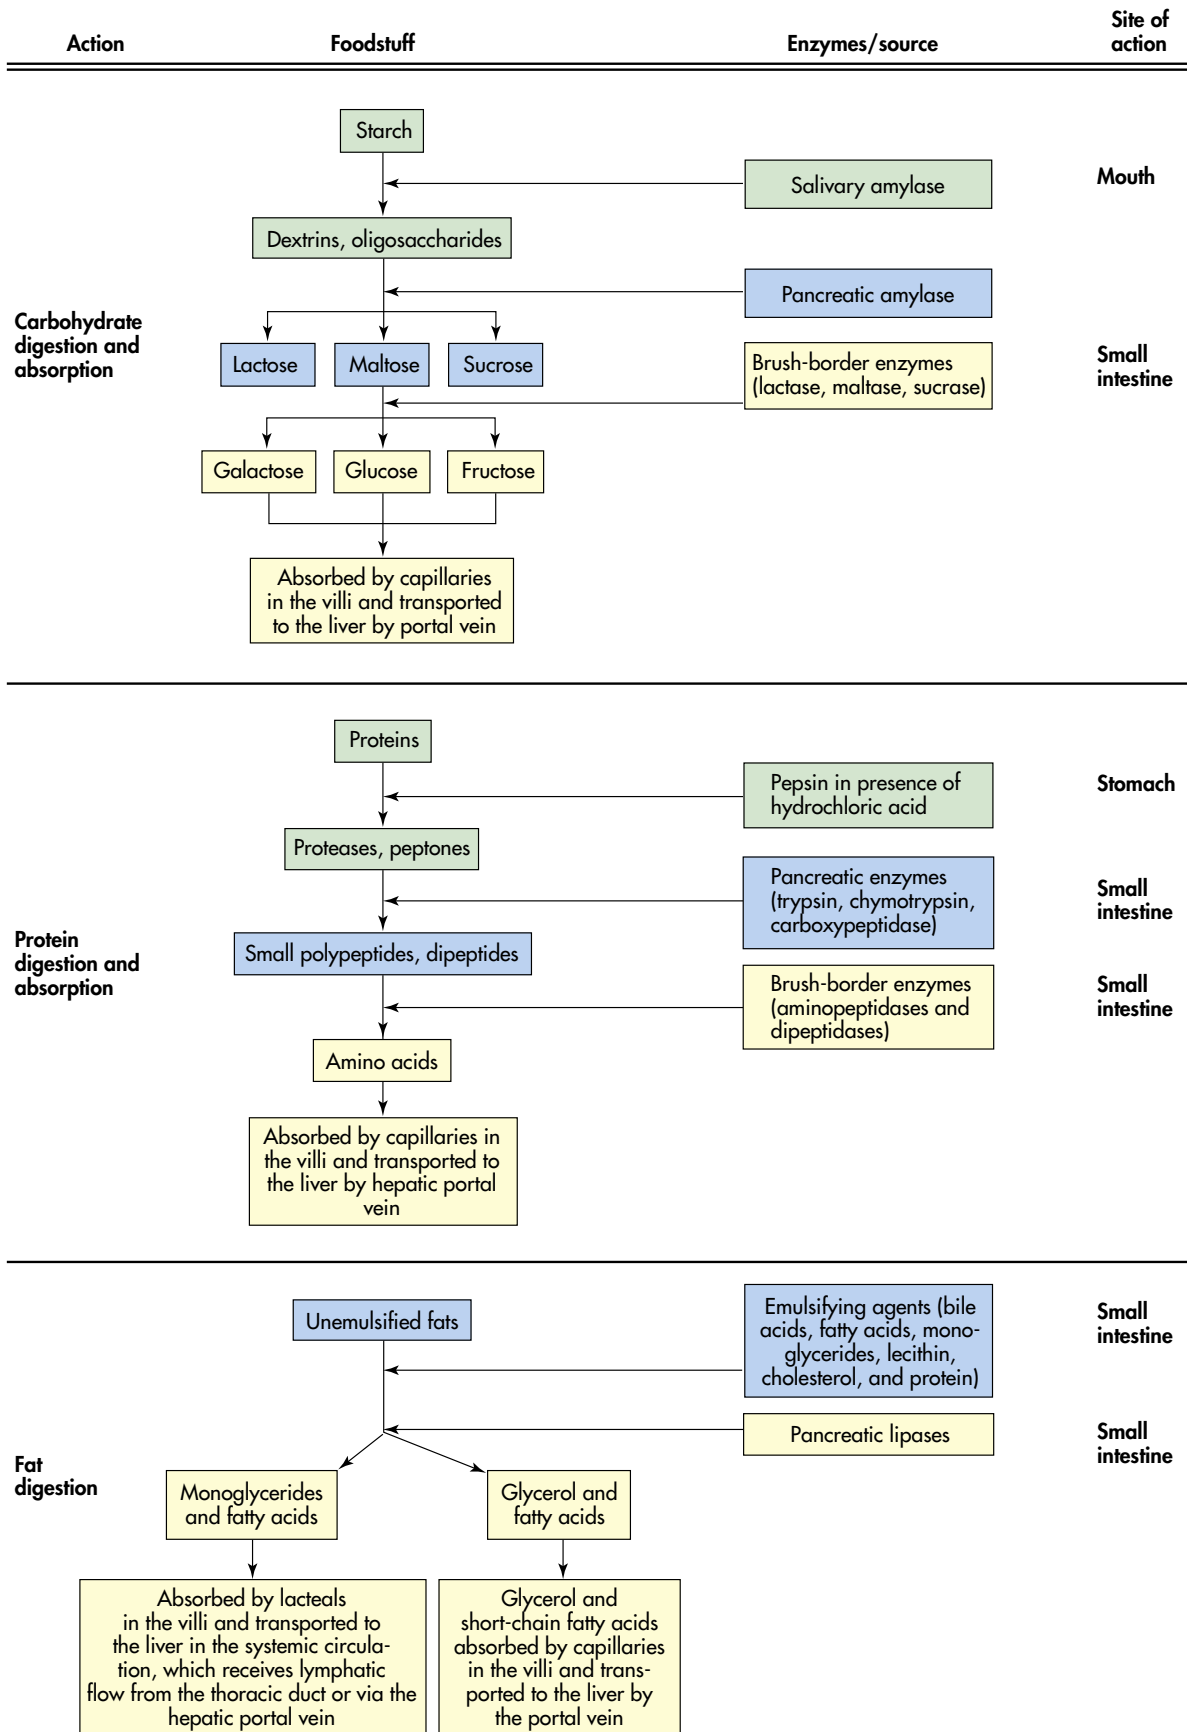 Action
Foodstuff
Enzymes/source
Site of
action
Starch
Salivary amylase
Mouth
Dextrins, oligosaccharides
Pancreatic amylase
Carbohydrate
digestion and
absorption
Lactose
Maltose
Sucrose
Brush-border enzymes
(lactase, maltase, sucrase)
Small
intestine
Galactose
Glucose
Fructose
Absorbed by capillaries
in the villi and transported
to the liver by portal vein
Proteins
Pepsin in presence of
hydrochloric acid
Stomach
Proteases, peptones
Pancreatic enzymes
(trypsin, chymotrypsin,
carboxypeptidase)
Small
intestine
Protein
digestion and
absorption
Small polypeptides, dipeptides
Brush-border enzymes
(aminopeptidases and
dipeptidases)
Small
intestine
Amino acids
Absorbed by capillaries in
the villi and transported to
the liver by hepatic portal
vein
Unemulsified fats
Emulsifying agents (bile
acids, fatty acids, mono-
glycerides, lecithin,
cholesterol, and protein)
Small
intestine
Pancreatic lipases
Small
intestine
Fat
digestion
Monoglycerides
and fatty acids
Glycerol and
fatty acids
Absorbed by lacteals
in the villi and transported to
the liver in the systemic circula-
tion, which receives lymphatic
flow from the thoracic duct or via the
hepatic portal vein
Glycerol and
short-chain fatty acids
absorbed by capillaries
in the villi and trans-
ported to the liver by
the portal vein